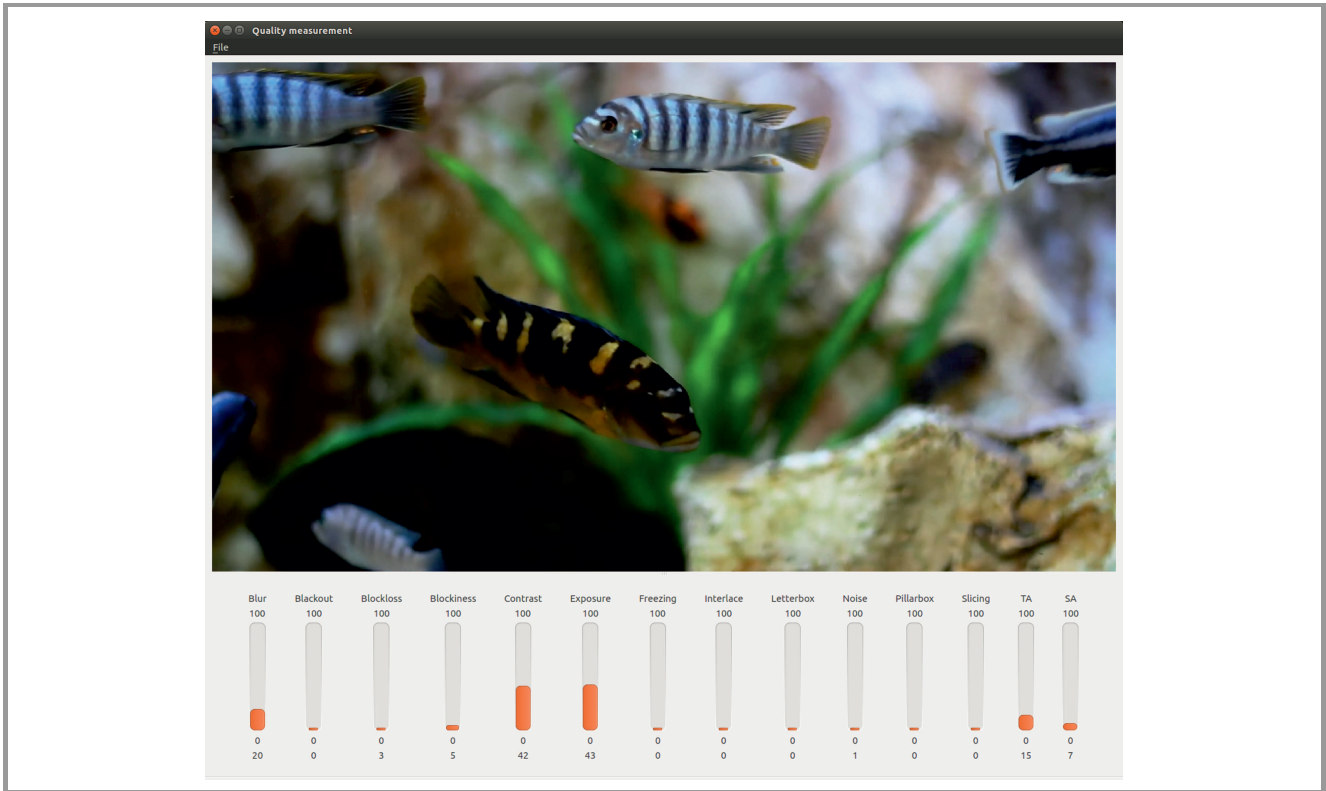 Quality measurement
File
Blur Blackout Blockloss Blockiness Contrast Exposure Freezing Interlace Letterbox Noise Pillarbox Slicing TA SA
100 100 100 100 100 100 100 100 100 100 100 100 100 100
0 0 0 0 0 0 0 0 0 0 0 0 0 0
20 0 3 5 42 43 0 0 0 1 0 0 15 7